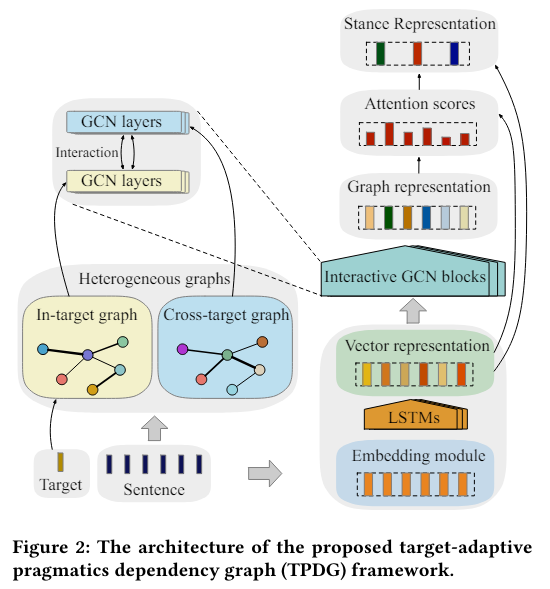 Stance Representation
Attention scores
Graph representation
Interactive GCN blocks
Vector representation
LSTMs
Embedding module
GCN layers
Interaction
GCN layers
Heterogeneous graphs
In-target graph
Cross-target graph
Target
Sentence
Figure 2: The architecture of the proposed target-adaptive
pragmatics dependency graph (TPDG) framework.